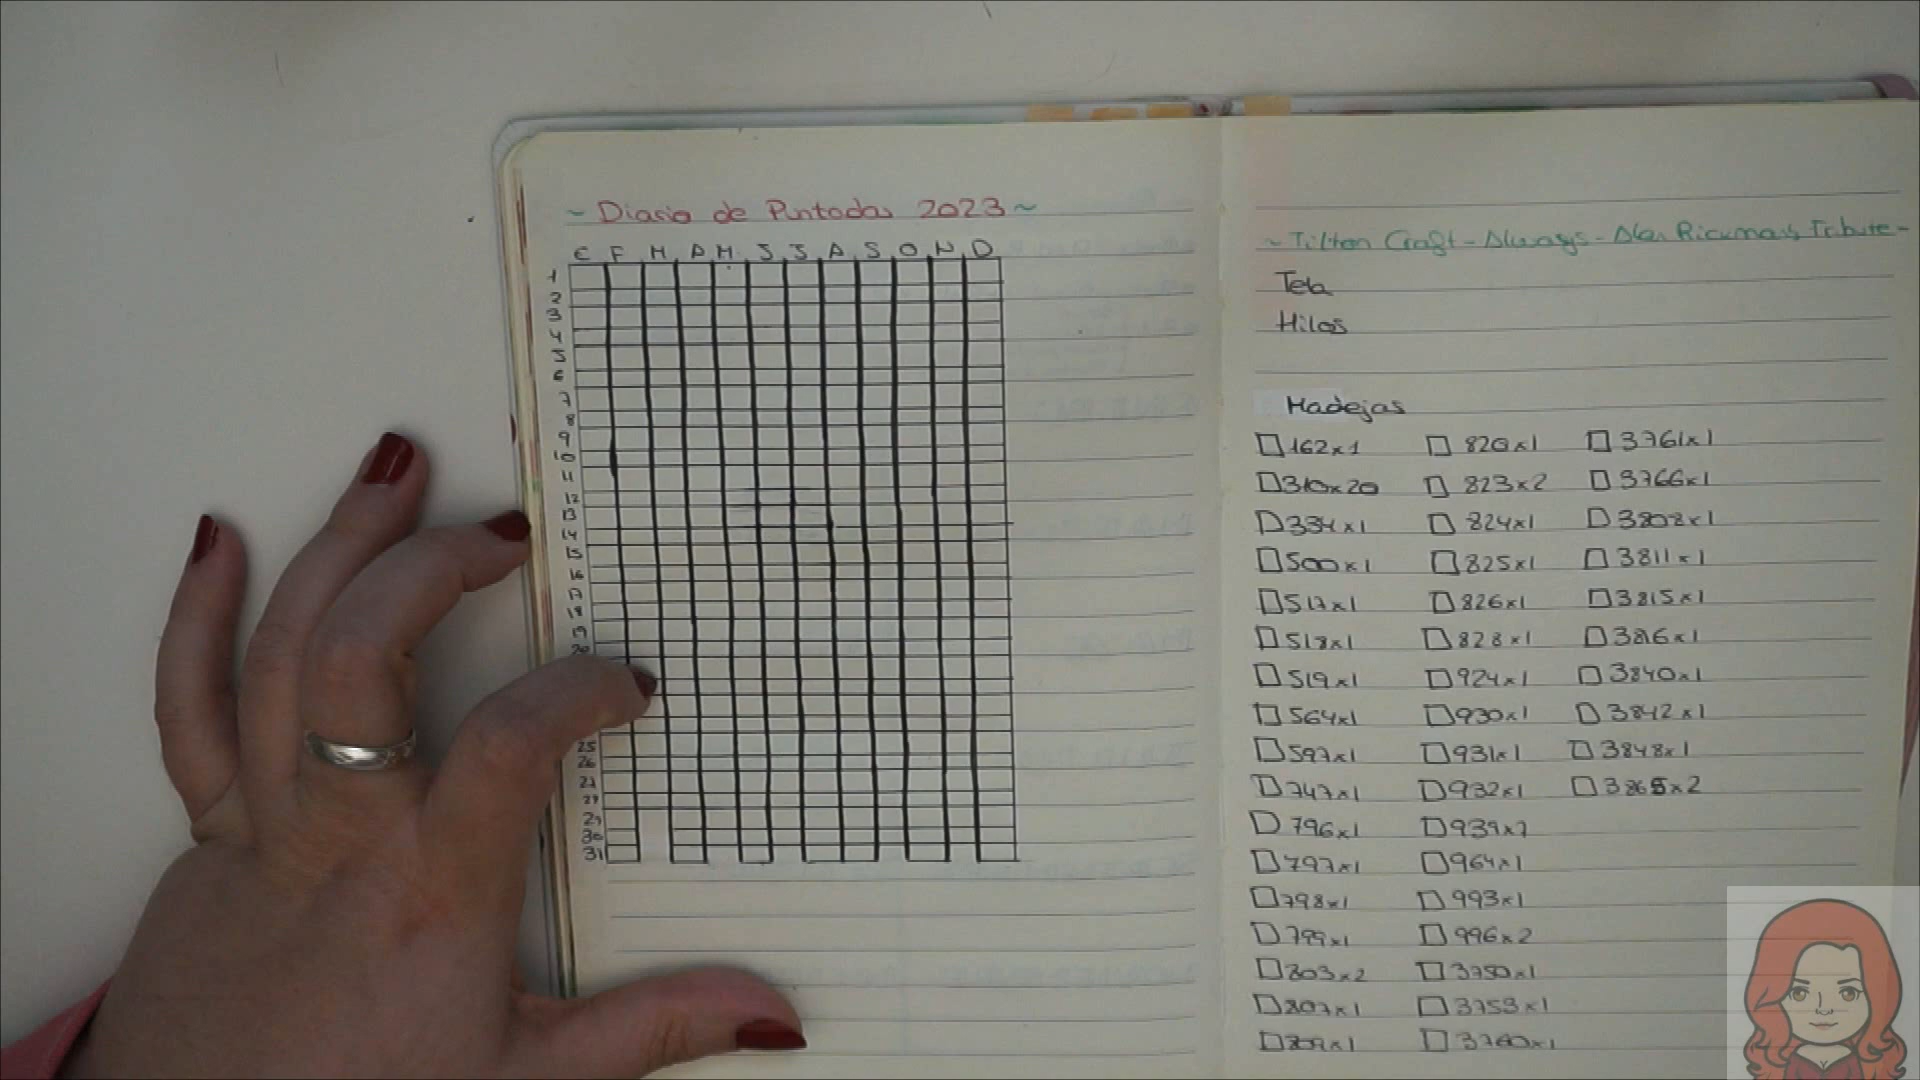 ~ Diario de Puntadas 2023 ~
E F M A M J J A S O N D
1
2
3
4
5
6
7
8
9
10
11
12
13
14
15
16
17
18
19
20
25
26
27
29
30
31
~ Tilton Craft - Always - Alan Rickman's Tribute -
Tela
Hilos
Madejas
162x1 820x1 3761x1
310x20 823x2 3766x1
334x1 824x1 3808x1
500x1 825x1 3811x1
517x1 826x1 3815x1
518x1 828x1 3816x1
519x1 924x1 3840x1
564x1 930x1 3842x1
597x1 931x1 3848x1
747x1 932x1 3865x2
796x1 939x7
797x1 964x1
798x1 993x1
799x1 996x2
803x2 3750x1
807x1 3753x1
3760x1